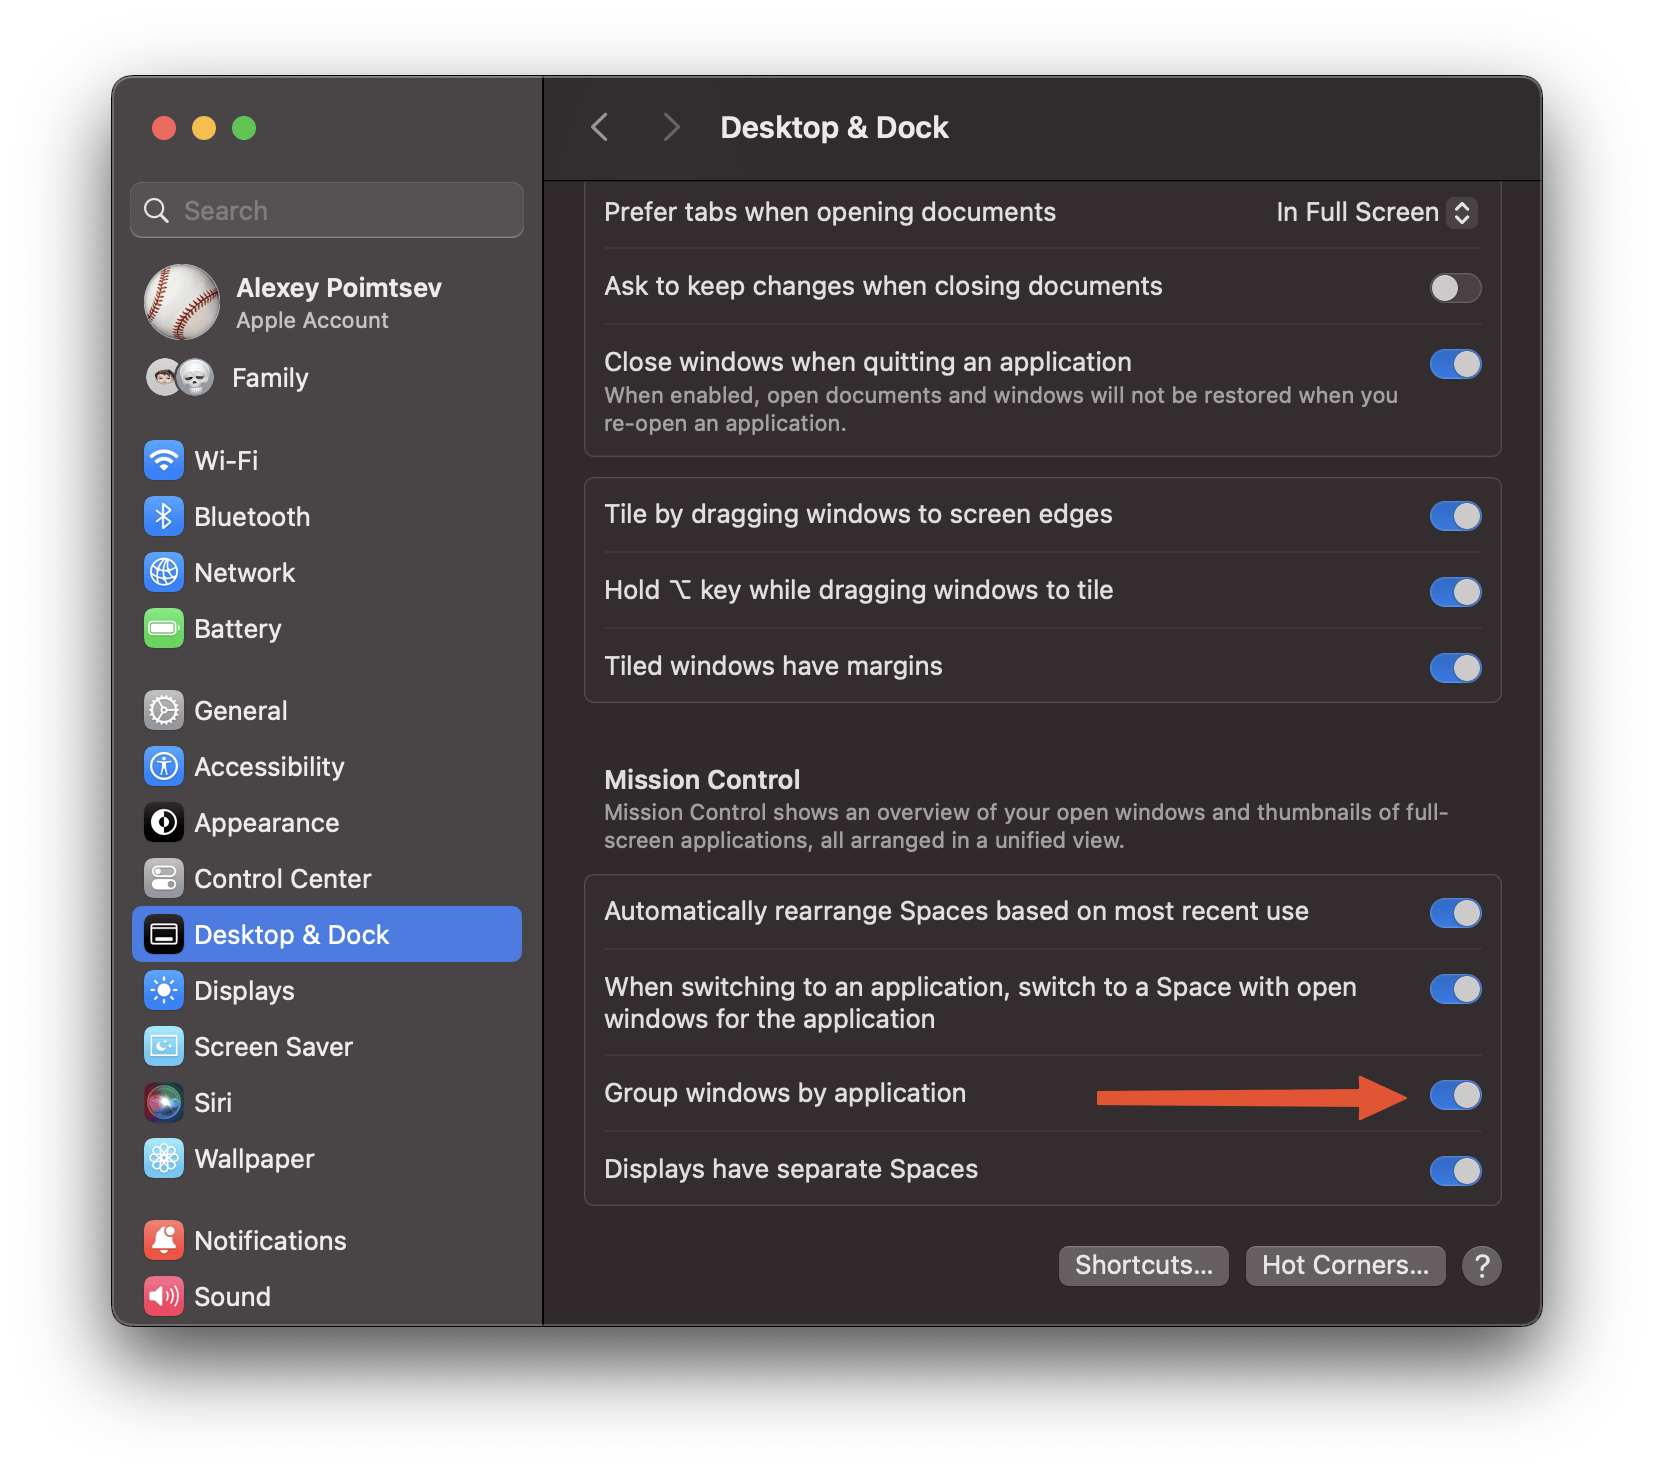 Desktop & Dock
Search
Alexey Poimtsev
Apple Account
Family
Wi-Fi
Bluetooth
Network
Battery
General
Accessibility
Appearance
Control Center
Desktop & Dock
Displays
Screen Saver
Siri
Wallpaper
Notifications
Sound
Prefer tabs when opening documents In Full Screen
Ask to keep changes when closing documents
Close windows when quitting an application
When enabled, open documents and windows will not be restored when you
re-open an application.
Tile by dragging windows to screen edges
Hold ⌥ key while dragging windows to tile
Tiled windows have margins
Mission Control
Mission Control shows an overview of your open windows and thumbnails of full-
screen applications, all arranged in a unified view.
Automatically rearrange Spaces based on most recent use
When switching to an application, switch to a Space with open
windows for the application
Group windows by application
Displays have separate Spaces
Shortcuts... Hot Corners... ?